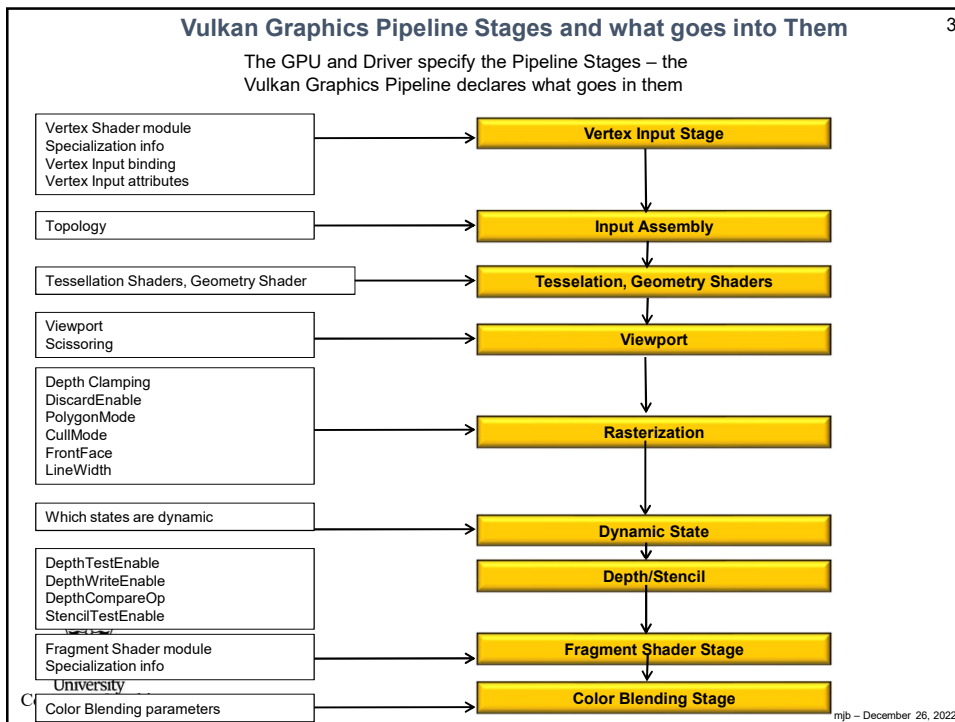 Vulkan Graphics Pipeline Stages and what goes into Them
3
The GPU and Driver specify the Pipeline Stages – the
Vulkan Graphics Pipeline declares what goes in them
Vertex Shader module
Specialization info
Vertex Input binding
Vertex Input attributes
Vertex Input Stage
Topology
Input Assembly
Tessellation Shaders, Geometry Shader
Tesselation, Geometry Shaders
Viewport
Scissoring
Viewport
Depth Clamping
DiscardEnable
PolygonMode
CullMode
FrontFace
LineWidth
Rasterization
Which states are dynamic
Dynamic State
DepthTestEnable
DepthWriteEnable
DepthCompareOp
StencilTestEnable
Depth/Stencil
Fragment Shader module
Specialization info
Fragment Shader Stage
University
Color Blending parameters
Color Blending Stage
mjb – December 26, 2022